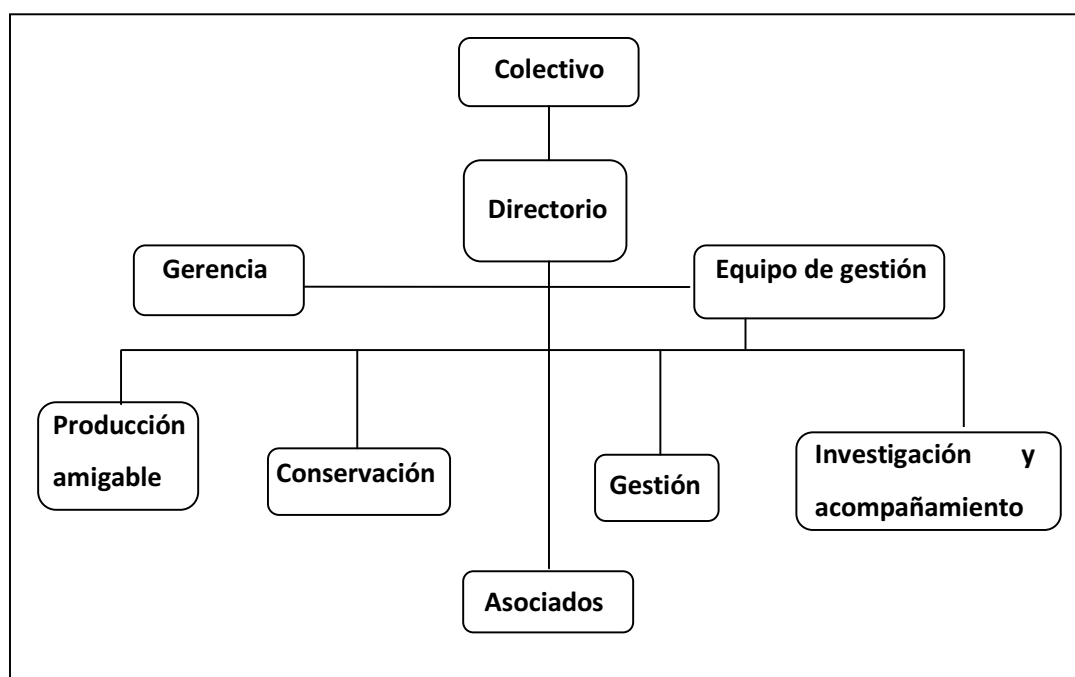 Colectivo
Directorio
Gerencia
Equipo de gestión
Producción
amigable
Conservación
Gestión
Investigación y
acompañamiento
Asociados